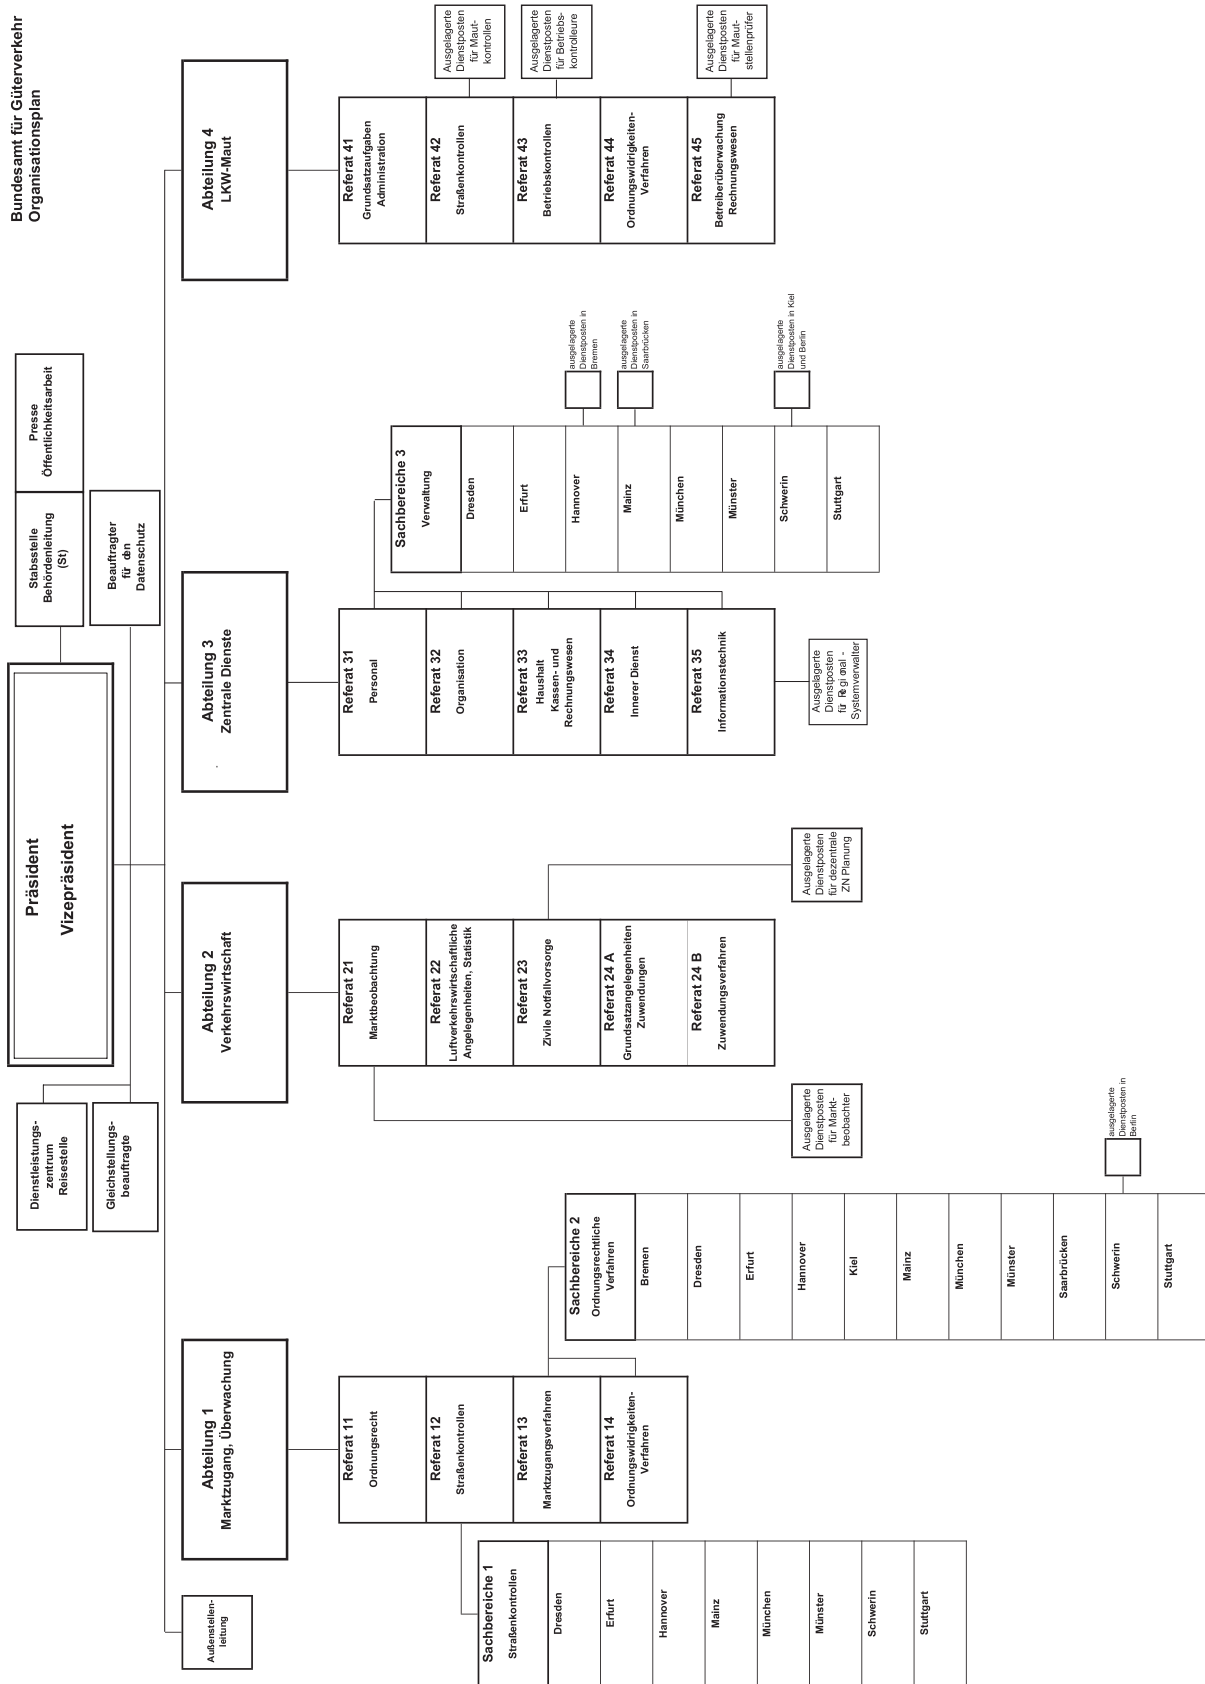 Bundesamt für Güterverkehr
Organisationsplan
Präsident
Vizepräsident
Stabsstelle
Behördenleitung
(St)
Presse
Öffentlichkeitsarbeit
Beauftragter
für den
Datenschutz
Dienstleistungs-
zentrum
Reisestelle
Gleichstellungs-
beauftragte
Außenstellen-
leitung
Abteilung 1
Marktzugang, Überwachung
Referat 11
Ordnungsrecht
Referat 12
Straßenkontrollen
Referat 13
Marktzugangsverfahren
Referat 14
Ordnungswidrigkeiten-
Verfahren
Sachbereiche 1
Straßenkontrollen
Dresden
Erfurt
Hannover
Mainz
München
Münster
Schwerin
Stuttgart
Sachbereiche 2
Ordnungsrechtliche
Verfahren
Bremen
Dresden
Erfurt
Hannover
Kiel
Mainz
München
Münster
Saarbrücken
Schwerin
Stuttgart
ausgelagerte
Dienstposten in
Berlin
Abteilung 2
Verkehrswirtschaft
Referat 21
Marktbeobachtung
Referat 22
Luftverkehrswirtschaftliche
Angelegenheiten, Statistik
Referat 23
Zivile Notfallvorsorge
Referat 24 A
Grundsatzangelegenheiten
Zuwendungen
Referat 24 B
Zuwendungsverfahren
Ausgelagerte
Dienstposten
für Markt-
beobachter
Ausgelagerte
Dienstposten
für dezentrale
ZN Planung
Abteilung 3
Zentrale Dienste
Referat 31
Personal
Referat 32
Organisation
Referat 33
Haushalt
Kassen- und
Rechnungswesen
Referat 34
Innerer Dienst
Referat 35
Informationstechnik
Ausgelagerte
Dienstposten
für Regional -
Systemverwalter
Sachbereiche 3
Verwaltung
Dresden
Erfurt
Hannover
Mainz
München
Münster
Schwerin
Stuttgart
ausgelagerte
Dienstposten in
Bremen
ausgelagerte
Dienstposten in
Saarbrücken
ausgelagerte
Dienstposten in Kiel
und Berlin
Abteilung 4
LKW-Maut
Referat 41
Grundsatzaufgaben
Administration
Referat 42
Straßenkontrollen
Referat 43
Betriebskontrollen
Referat 44
Ordnungswidrigkeiten-
Verfahren
Referat 45
Betreiberüberwachung
Rechnungswesen
Ausgelagerte
Dienstposten
für Maut-
kontrollen
Ausgelagerte
Dienstposten
für Betriebs-
kontrolleure
Ausgelagerte
Dienstposten
für Maut-
stellenprüfer